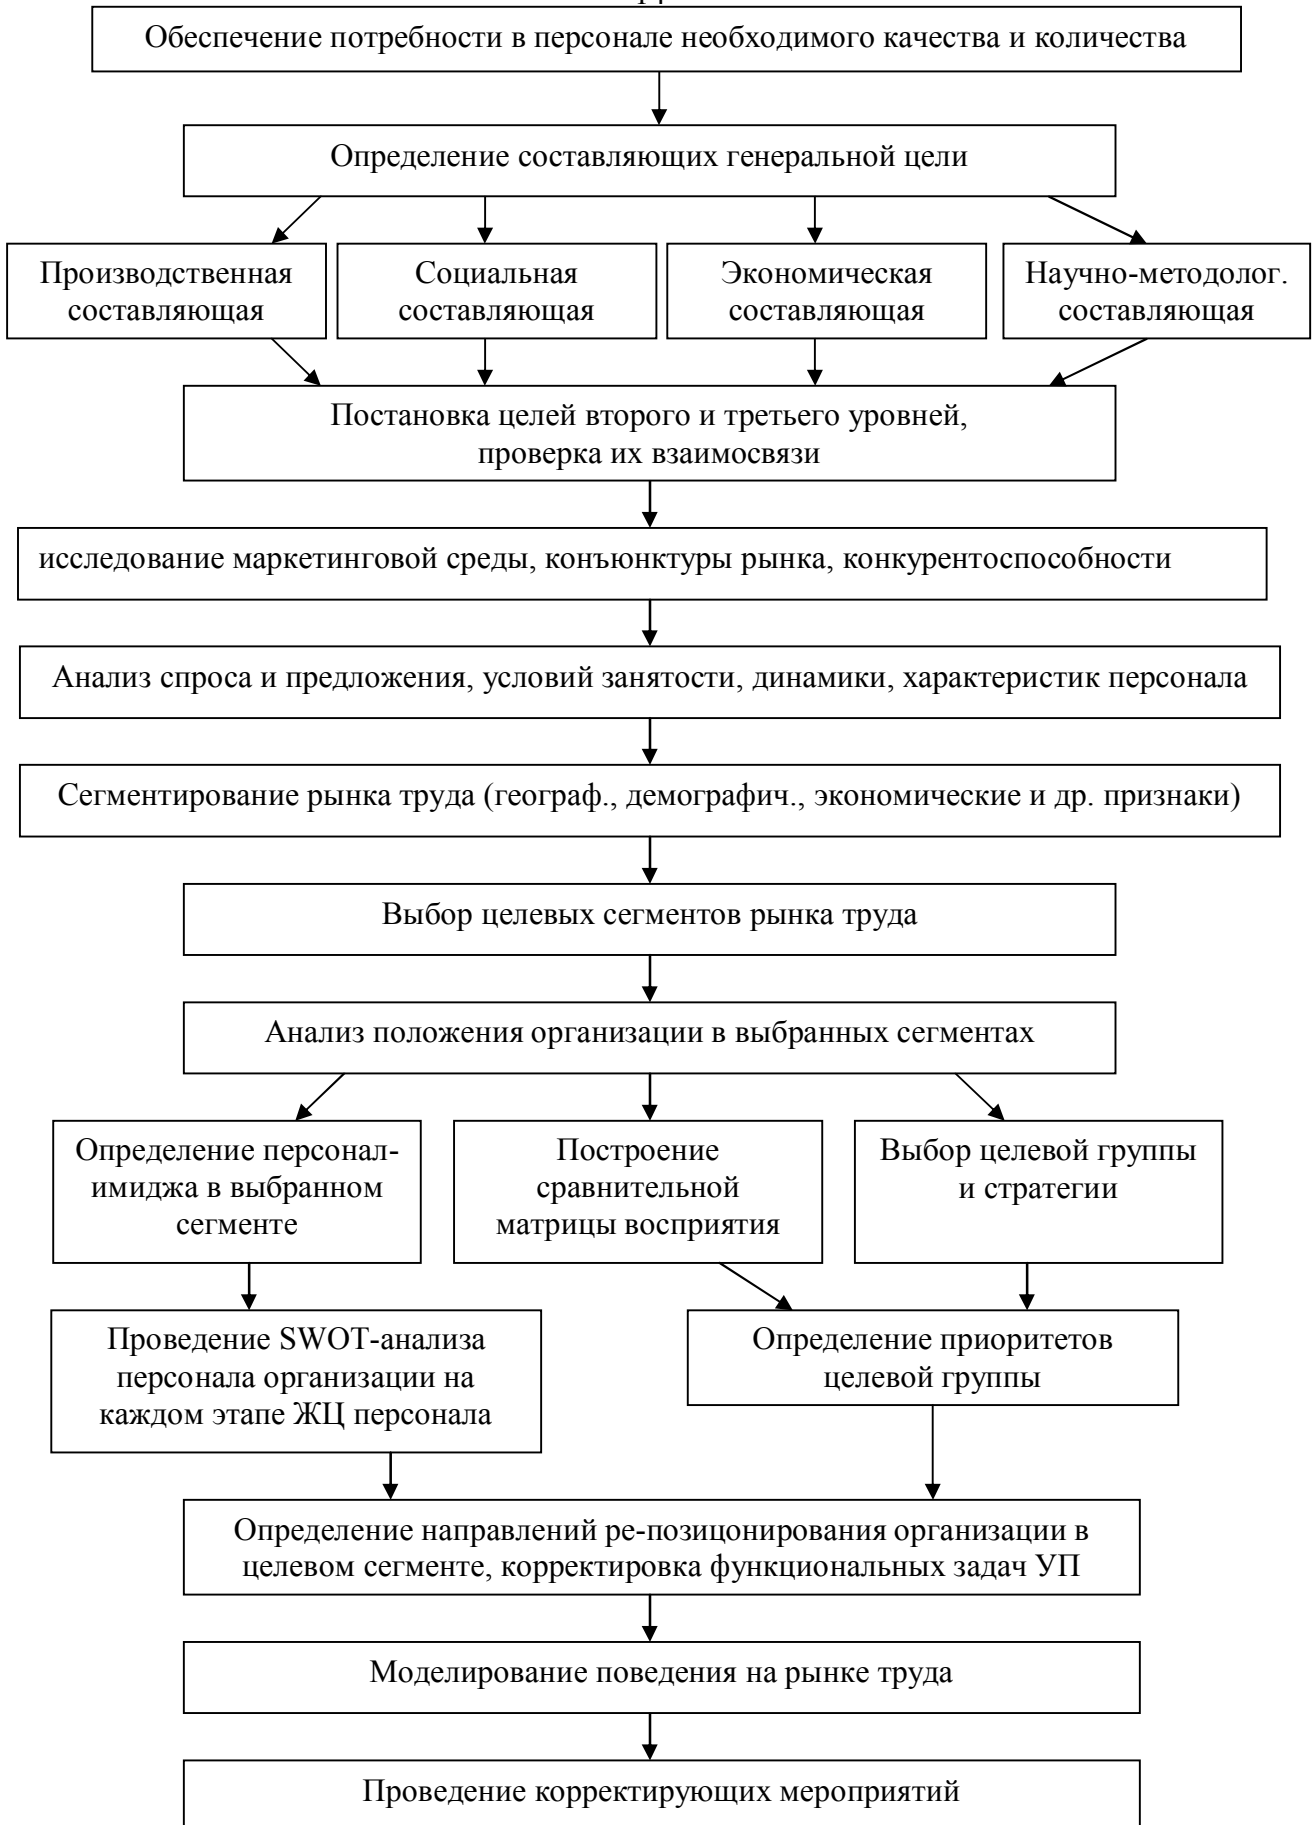 Обеспечение потребности в персонале необходимого качества и количества
Определение составляющих генеральной цели
Производственная
составляющая
Социальная
составляющая
Экономическая
составляющая
Научно-методолог.
составляющая
Постановка целей второго и третьего уровней,
проверка их взаимосвязи
исследование маркетинговой среды, конъюнктуры рынка, конкурентоспособности
Анализ спроса и предложения, условий занятости, динамики, характеристик персонала
Сегментирование рынка труда (географ., демографич., экономические и др. признаки)
Выбор целевых сегментов рынка труда
Анализ положения организации в выбранных сегментах
Определение персонал-
имиджа в выбранном
сегменте
Построение
сравнительной
матрицы восприятия
Выбор целевой группы
и стратегии
Проведение SWOT-анализа
персонала организации на
каждом этапе ЖЦ персонала
Определение приоритетов
целевой группы
Определение направлений ре-позицонирования организации в
целевом сегменте, корректировка функциональных задач УП
Моделирование поведения на рынке труда
Проведение корректирующих мероприятий